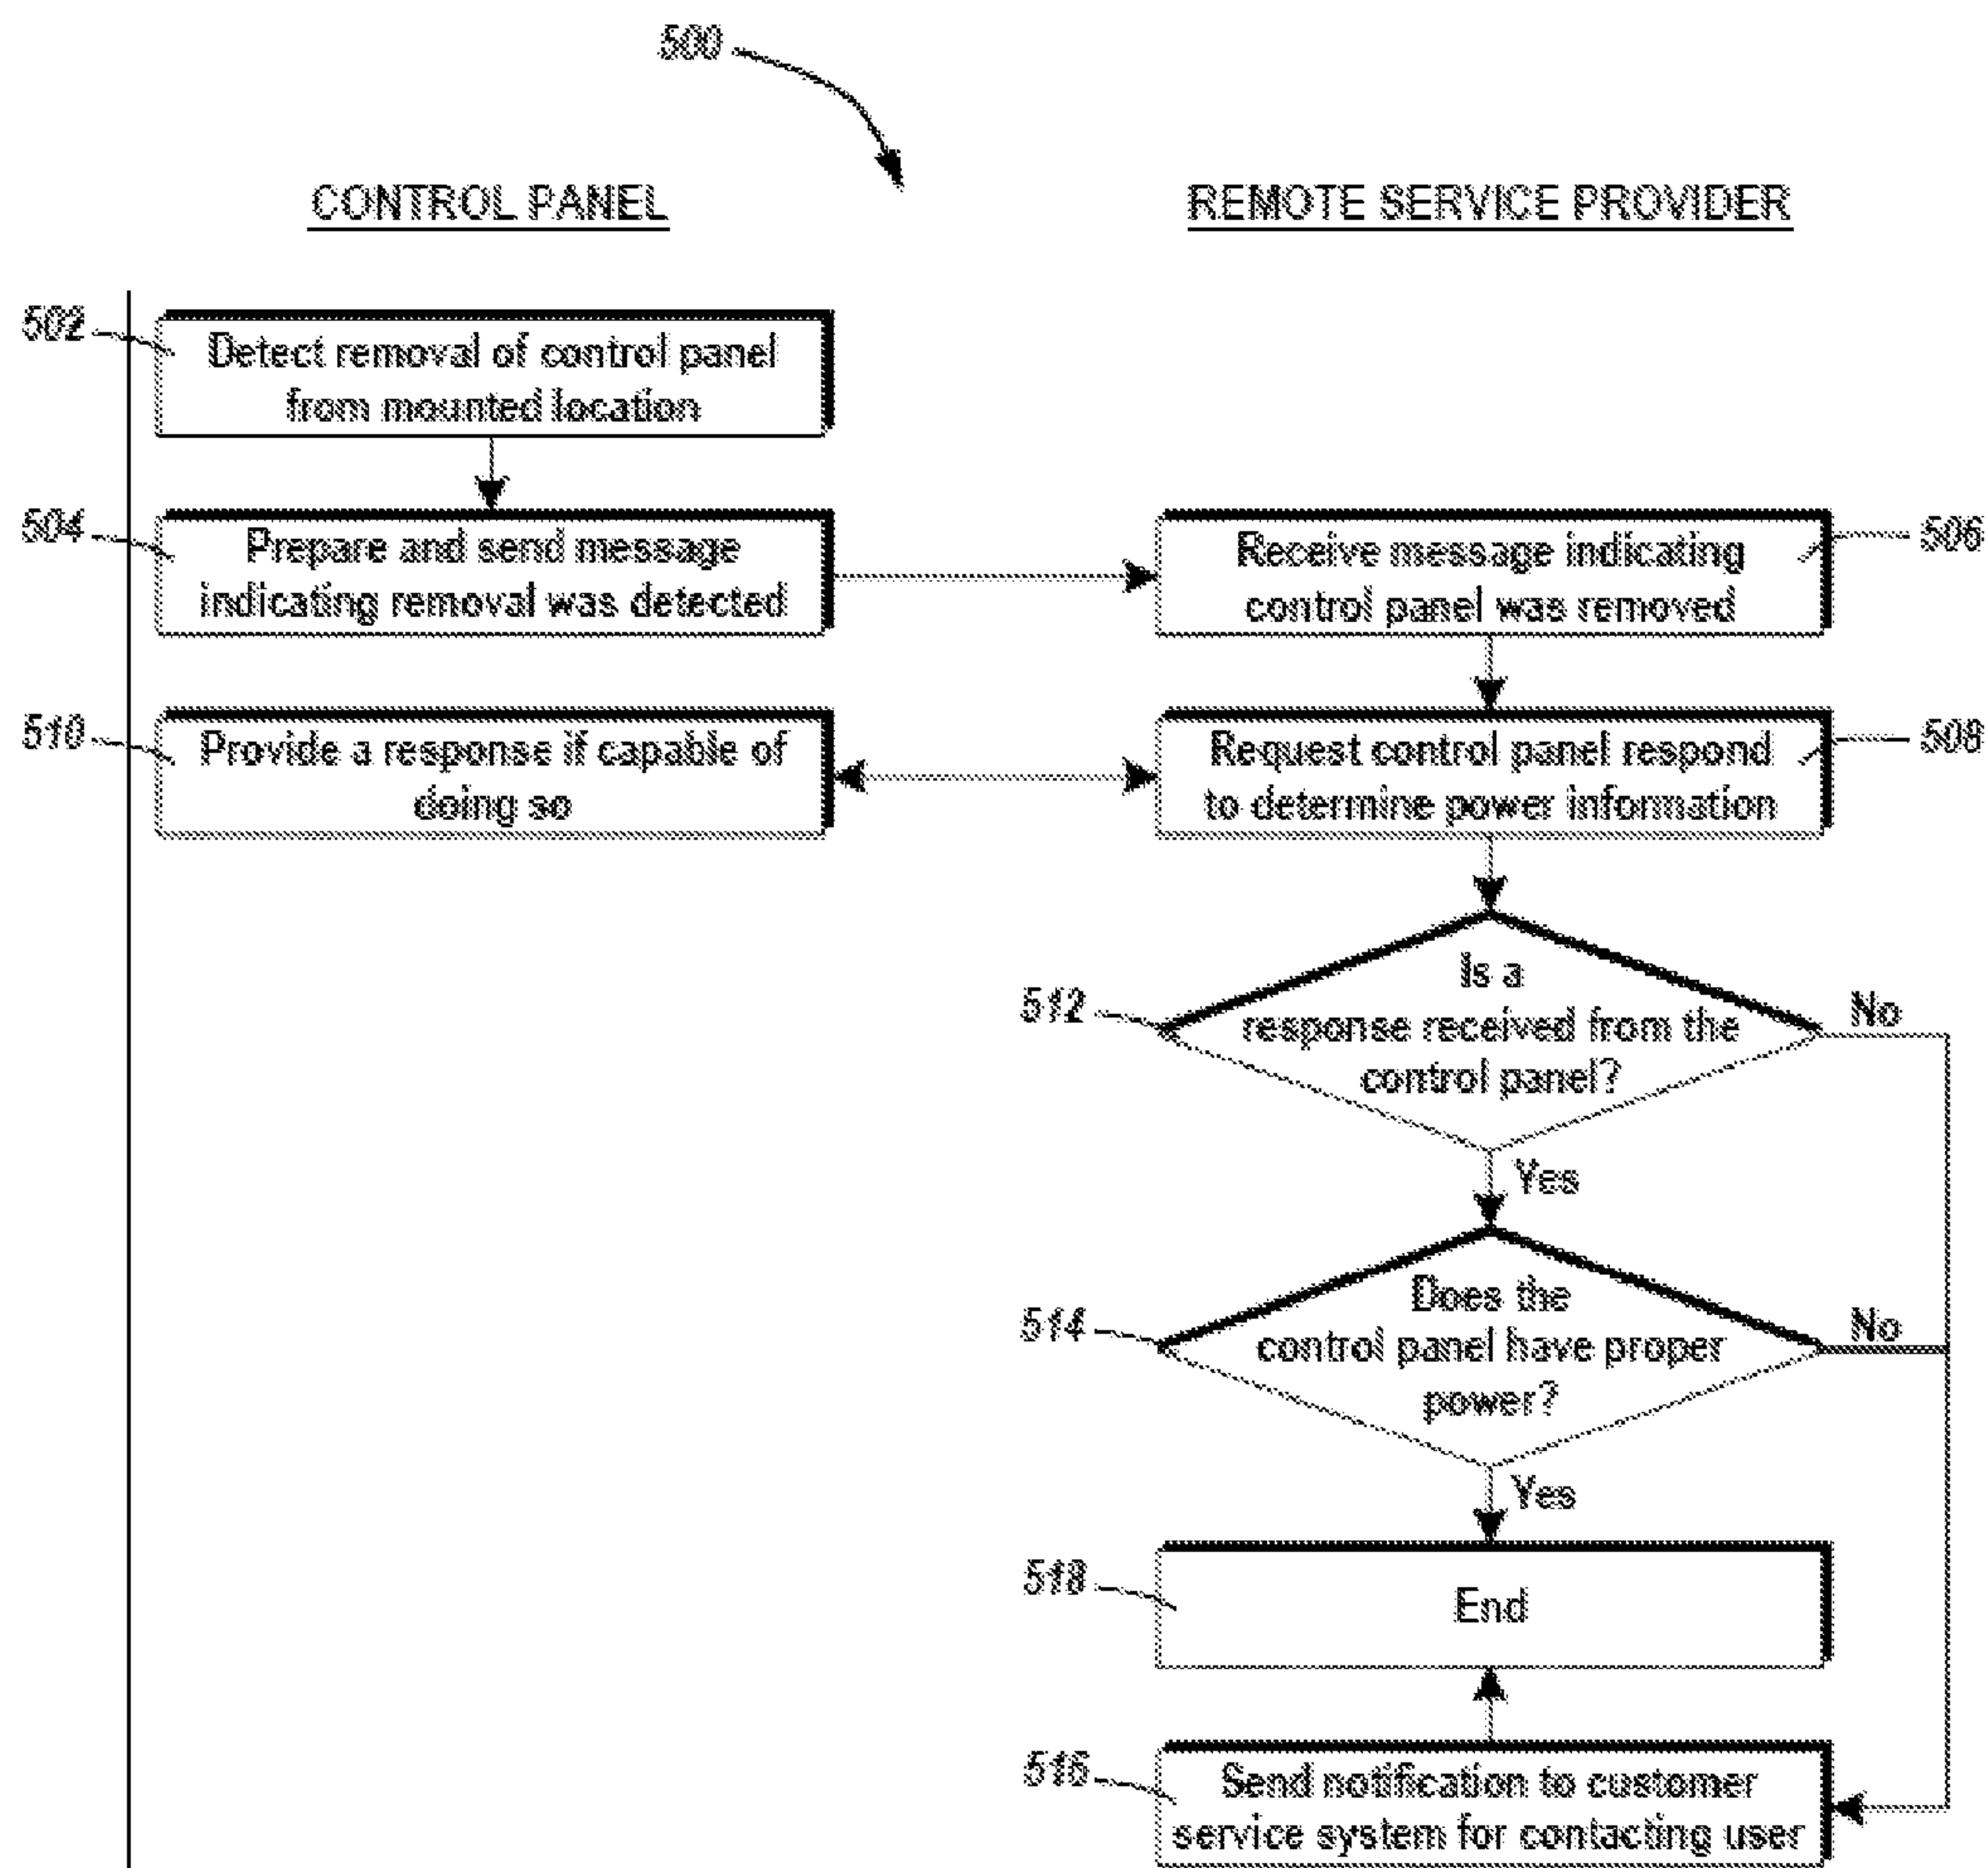 500
CONTROL PANEL
REMOTE SERVICE PROVIDER
502
Detect removal of control panel
from mounted location
504
Prepare and send message
indicating removal was detected
Receive message indicating
control panel was removed
506
510
Provide a response if capable of
doing so
Request control panel respond
to determine power information
508
512
Is a
response received from the
control panel?
No
Yes
514
Does the
control panel have proper
power?
No
Yes
518
End
516
Send notification to customer
service system for contacting user